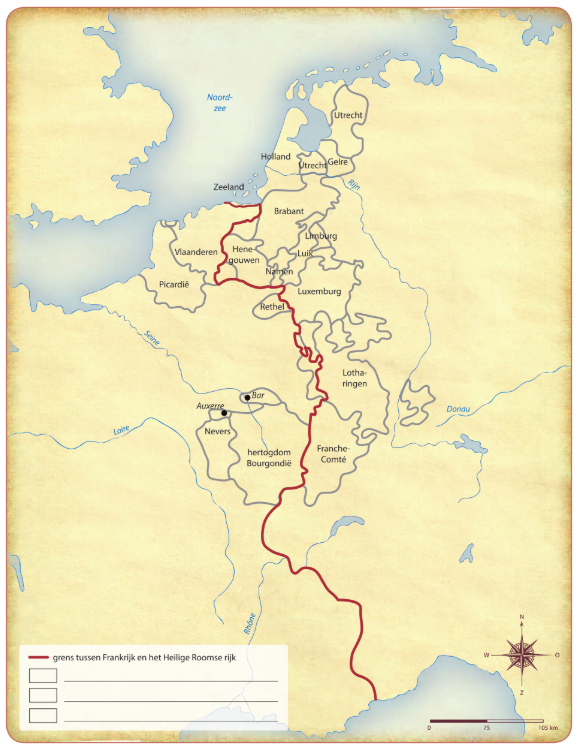 Noord-
zee
Utrecht
Holland
Utrecht
Gelre
Rijn
Zeeland
Brabant
Limburg
Vlaanderen
Hene-
gouwen
Luik
Namen
Picardië
Luxemburg
Rethel
Seine
Lotha-
ringen
Bar
Auxerre
Donau
Loire
Nevers
hertogdom
Bourgondië
Franche-
Comté
Rhône
N
W
O
Z
grens tussen Frankrijk en het Heilige Roomse rijk
0
75
105 km